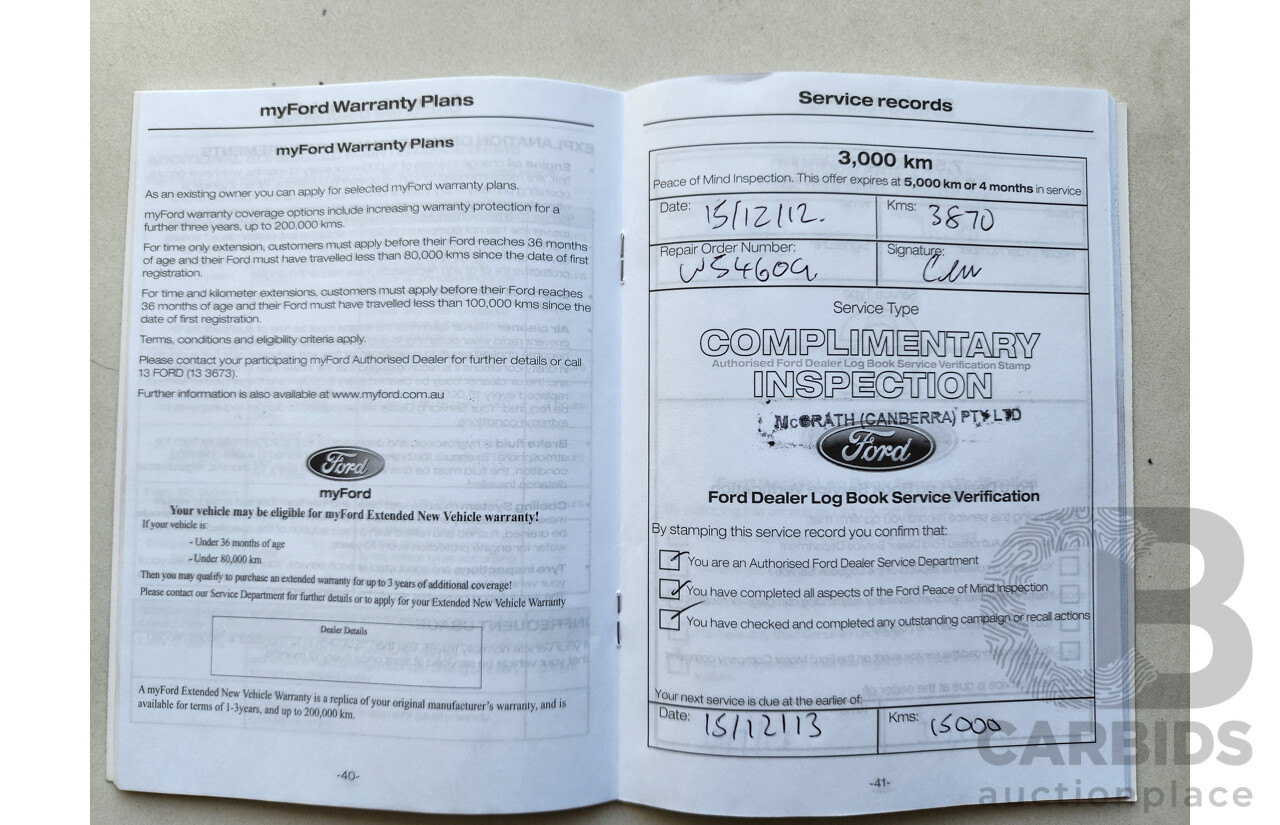 myFord Warranty Plans
myFord Warranty Plans
As an existing owner you can apply for selected myFord warranty plans.
myFord warranty coverage options include increasing warranty protection for a
further three years, up to 200,000 kms.
For time only extension, customers must apply before their Ford reaches 36 months
of age and their Ford must have travelled less than 80,000 kms since the date of first
registration.
For time and kilometer extensions, customers must apply before their Ford reaches
36 months of age and their Ford must have travelled less than 100,000 kms since the
date of first registration.
Terms, conditions and eligibility criteria apply.
Please contact your participating myFord Authorised Dealer for further details or call
13 FORD (13 3673).
Further information is also available at www.myford.com.au
Ford
myFord
Your vehicle may be eligible for myFord Extended New Vehicle warranty!
If your vehicle is:
- Under 36 months of age
- Under 80,000 km
Then you may qualify to purchase an extended warranty for up to 3 years of additional coverage!
Please contact our Service Department for further details or to apply for your Extended New Vehicle Warranty
Dealer Details
A myFord Extended New Vehicle Warranty is a replica of your original manufacturer's warranty, and is
available for terms of 1-3years, and up to 200,000 km.
-40-
Service records
3,000 km
Peace of Mind Inspection. This offer expires at 5,000 km or 4 months in service
Date: 15/12/12. Kms: 3870
Repair Order Number: Signature:
Service Type
COMPLIMENTARY
Authorised Ford Dealer Log Book Service Verification Stamp
INSPECTION
McGRATH (CANBERRA) PTY LTD
Ford
Ford Dealer Log Book Service Verification
By stamping this service record you confirm that:
You are an Authorised Ford Dealer Service Department
You have completed all aspects of the Ford Peace of Mind Inspection
You have checked and completed any outstanding campaign or recall actions
Your next service is due at the earlier of:
Date: 15/12/13 Kms: 15000
-41-
CARBIDS
auctionplace